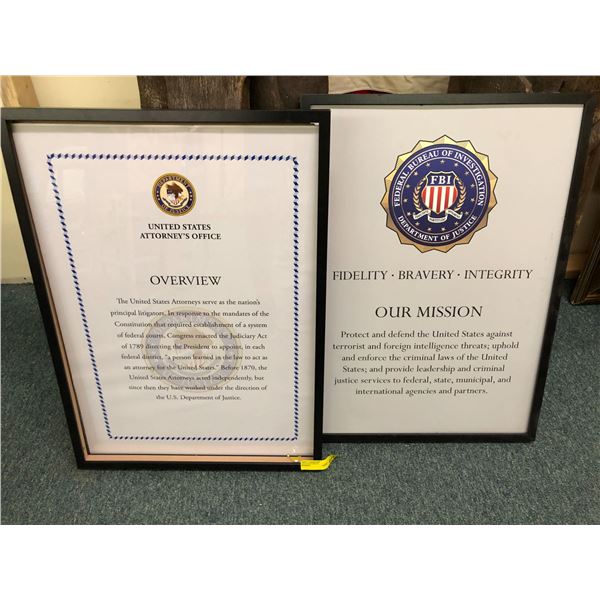 DEPARTMENT OF JUSTICE
UNITED STATES
ATTORNEY'S OFFICE
OVERVIEW
The United States Attorneys serve as the nation's
principal litigators. In response to the mandates of the
Constitution that required establishment of a system
of federal courts, Congress enacted the Judiciary Act
of 1789 directing the President to appoint, in each
federal district, "a person learned in the law to act as
an attorney for the United States." Before 1870, the
United States Attorneys acted independently, but
since then they have worked under the direction of
the U.S. Department of Justice.
FEDERAL BUREAU OF INVESTIGATION
FBI
DEPARTMENT OF JUSTICE
FIDELITY · BRAVERY · INTEGRITY
OUR MISSION
Protect and defend the United States against
terrorist and foreign intelligence threats; uphold
and enforce the criminal laws of the United
States; and provide leadership and criminal
justice services to federal, state, municipal, and
international agencies and partners.